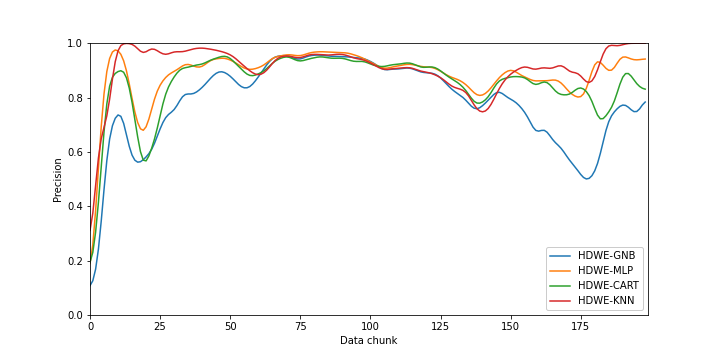 1.0
0.8
0.6
0.4
0.2
0.0
Precision
0 25 50 75 100 125 150 175
Data chunk
HDWE-GNB
HDWE-MLP
HDWE-CART
HDWE-KNN